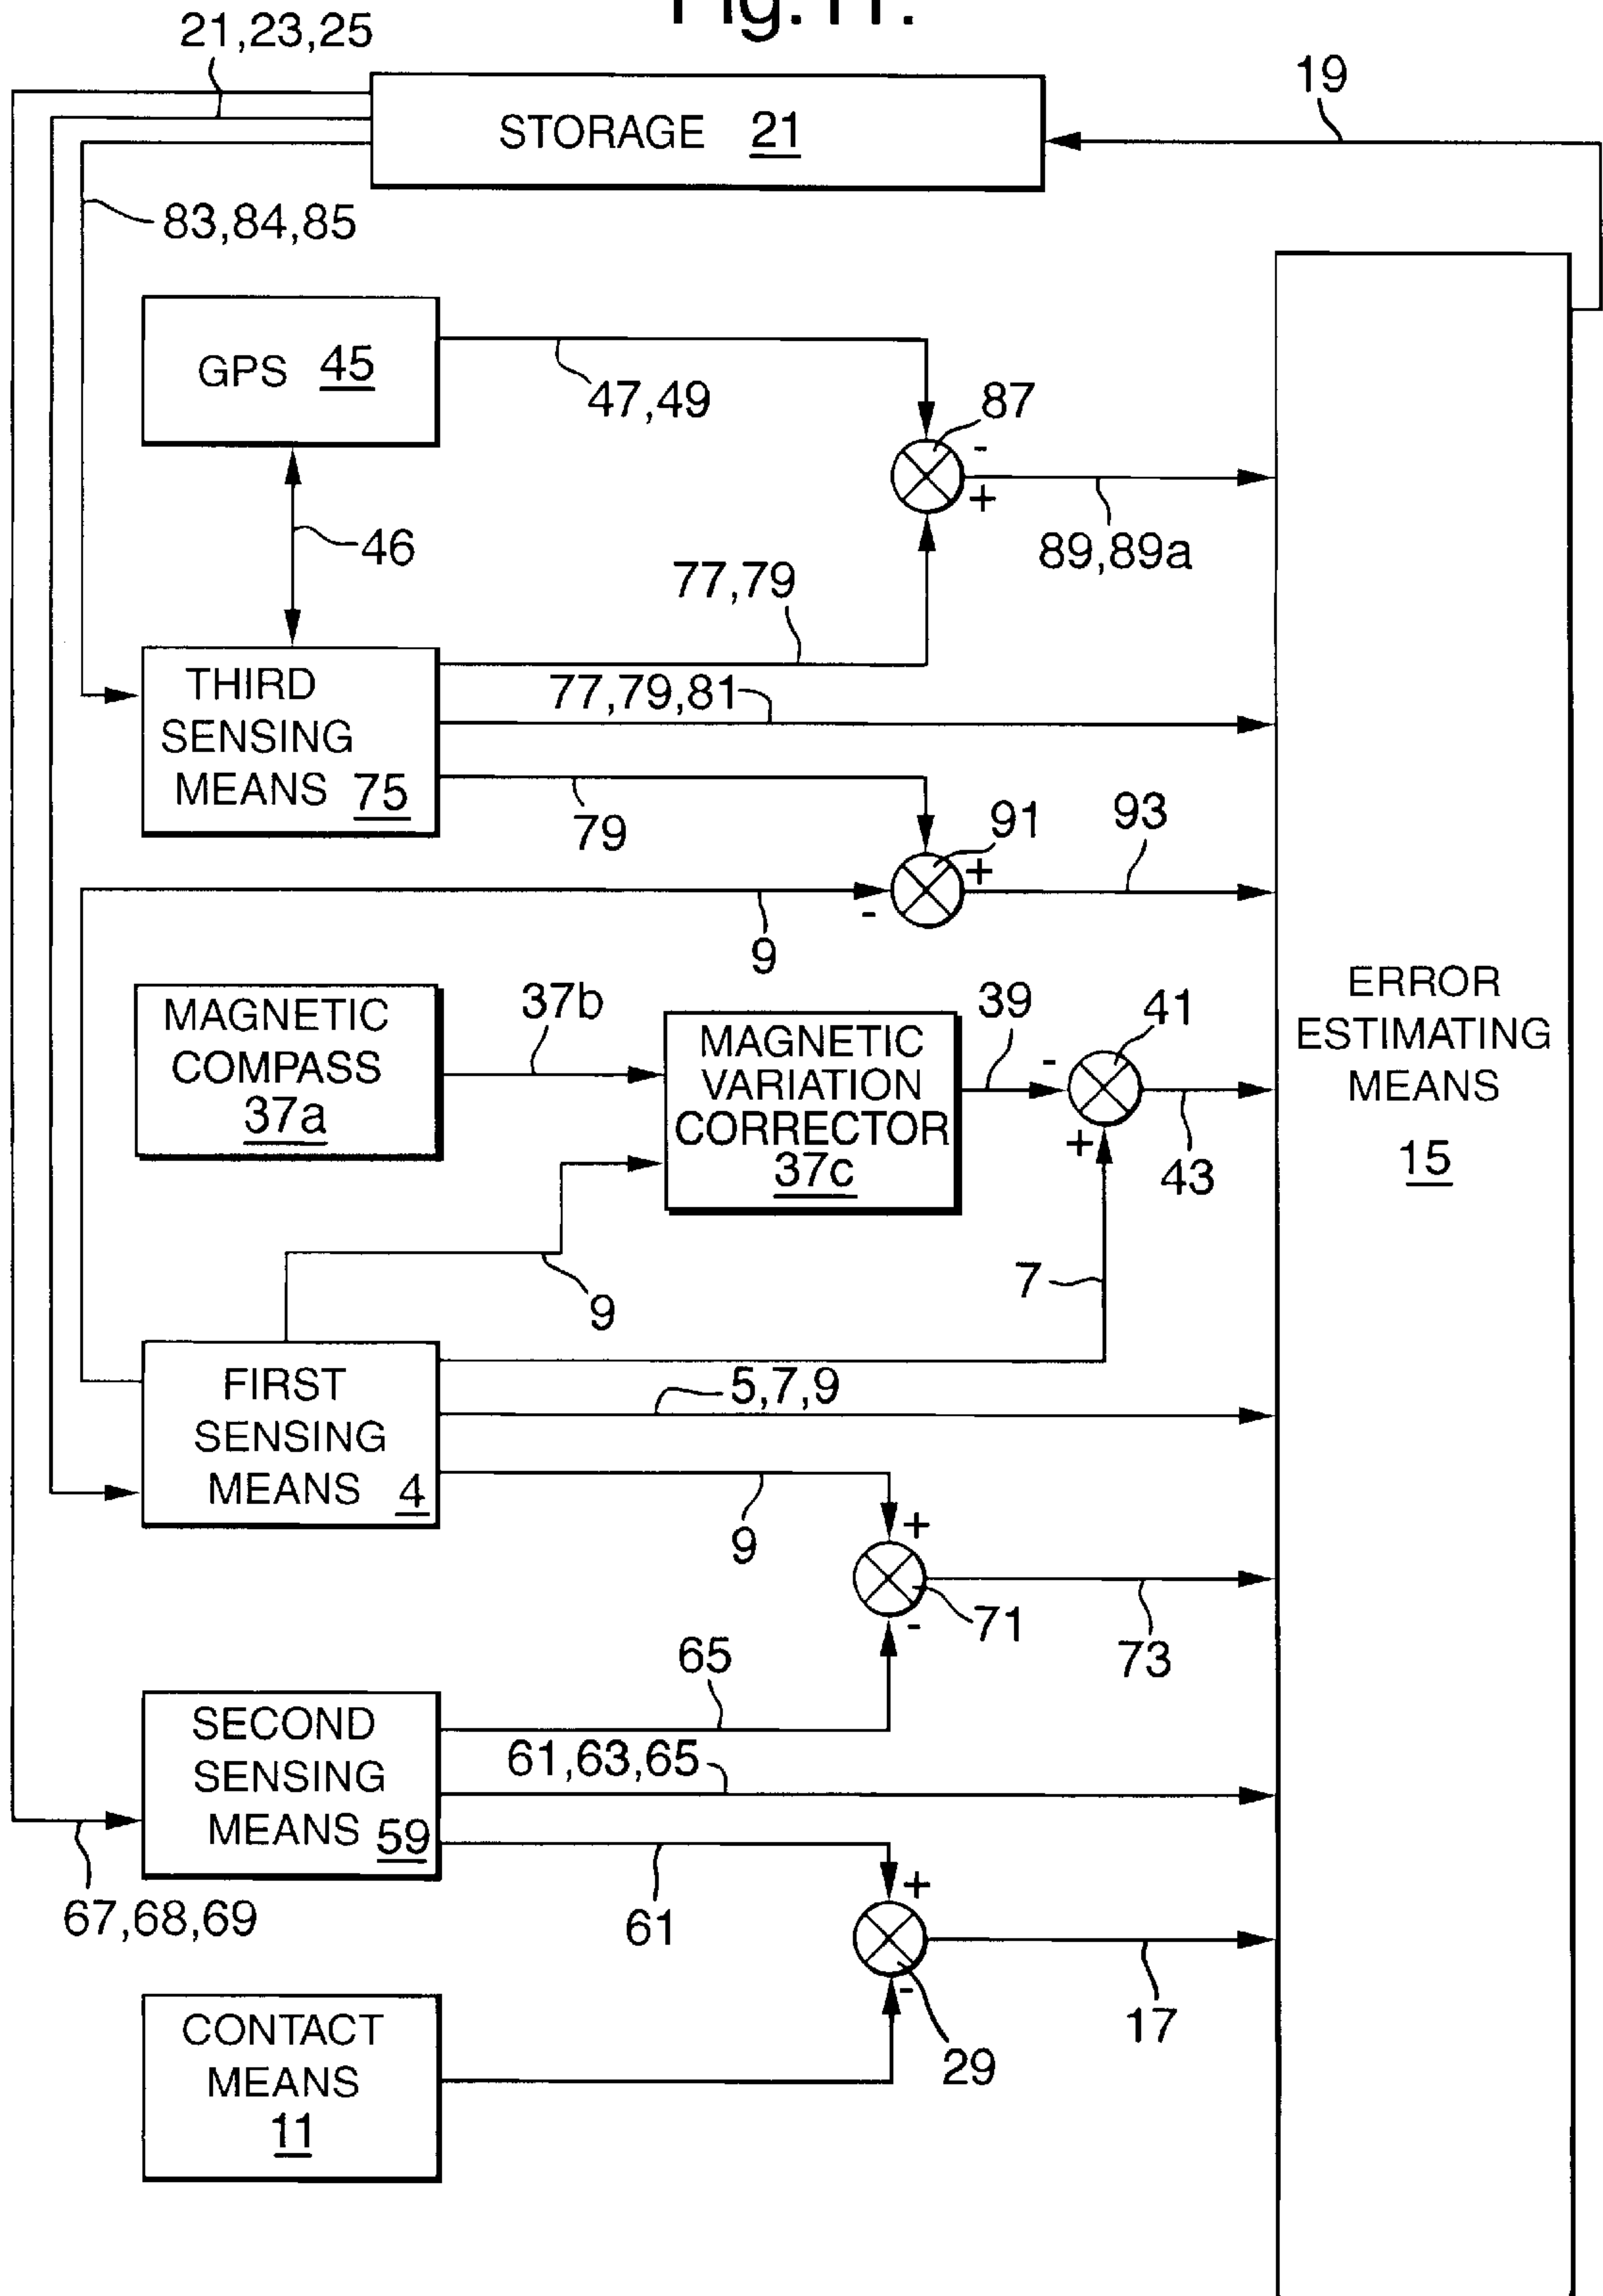 Fig. 11.
21,23,25
19
STORAGE 21
83,84,85
GPS 45
47,49
87
-
+
89,89a
46
77,79
THIRD
SENSING
MEANS 75
77,79,81
79
91
+
93
-
9
MAGNETIC
COMPASS
37a
37b
MAGNETIC
VARIATION
CORRECTOR
37c
39
-
41
+
43
ERROR
ESTIMATING
MEANS
15
7
9
FIRST
SENSING
MEANS 4
5,7,9
9
+
-
71
73
65
SECOND
SENSING
MEANS 59
61,63,65
67,68,69
61
+
-
29
17
CONTACT
MEANS
11